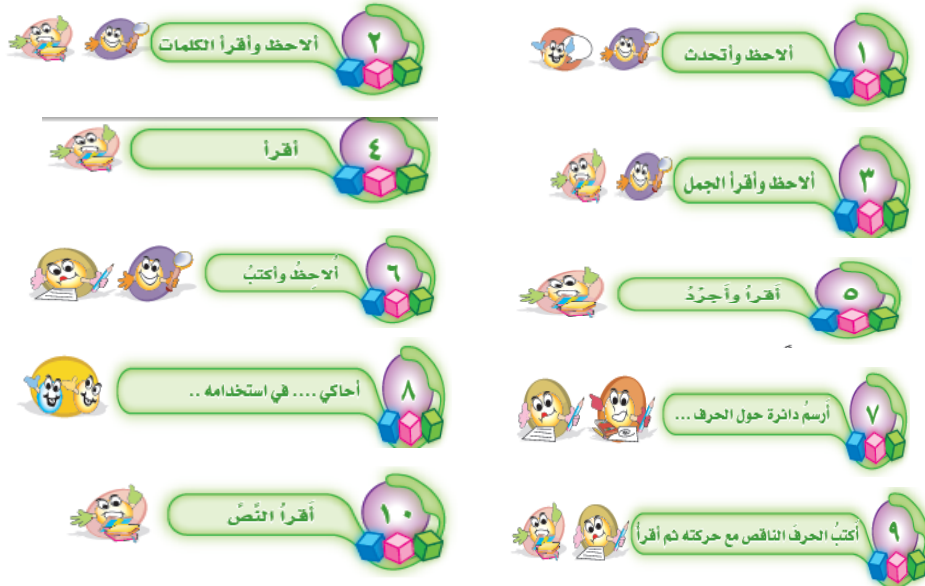 ١ ألاحظ وأتحدث
٢ ألاحظ وأقرأ الكلمات
٣ ألاحظ وأقرأ الجمل
٤ أقرأ
٥ أَقرأُ وأَجرِّدُ
٦ أُلاحِظُ وأكتبُ
٧ أَرسمُ دائرة حول الحرف ...
٨ أحاكي .... في استخدامه ..
٩ أكتبُ الحرفَ الناقص مع حركته ثم أقرأُ
١٠ أَقرأُ النَّصَّ